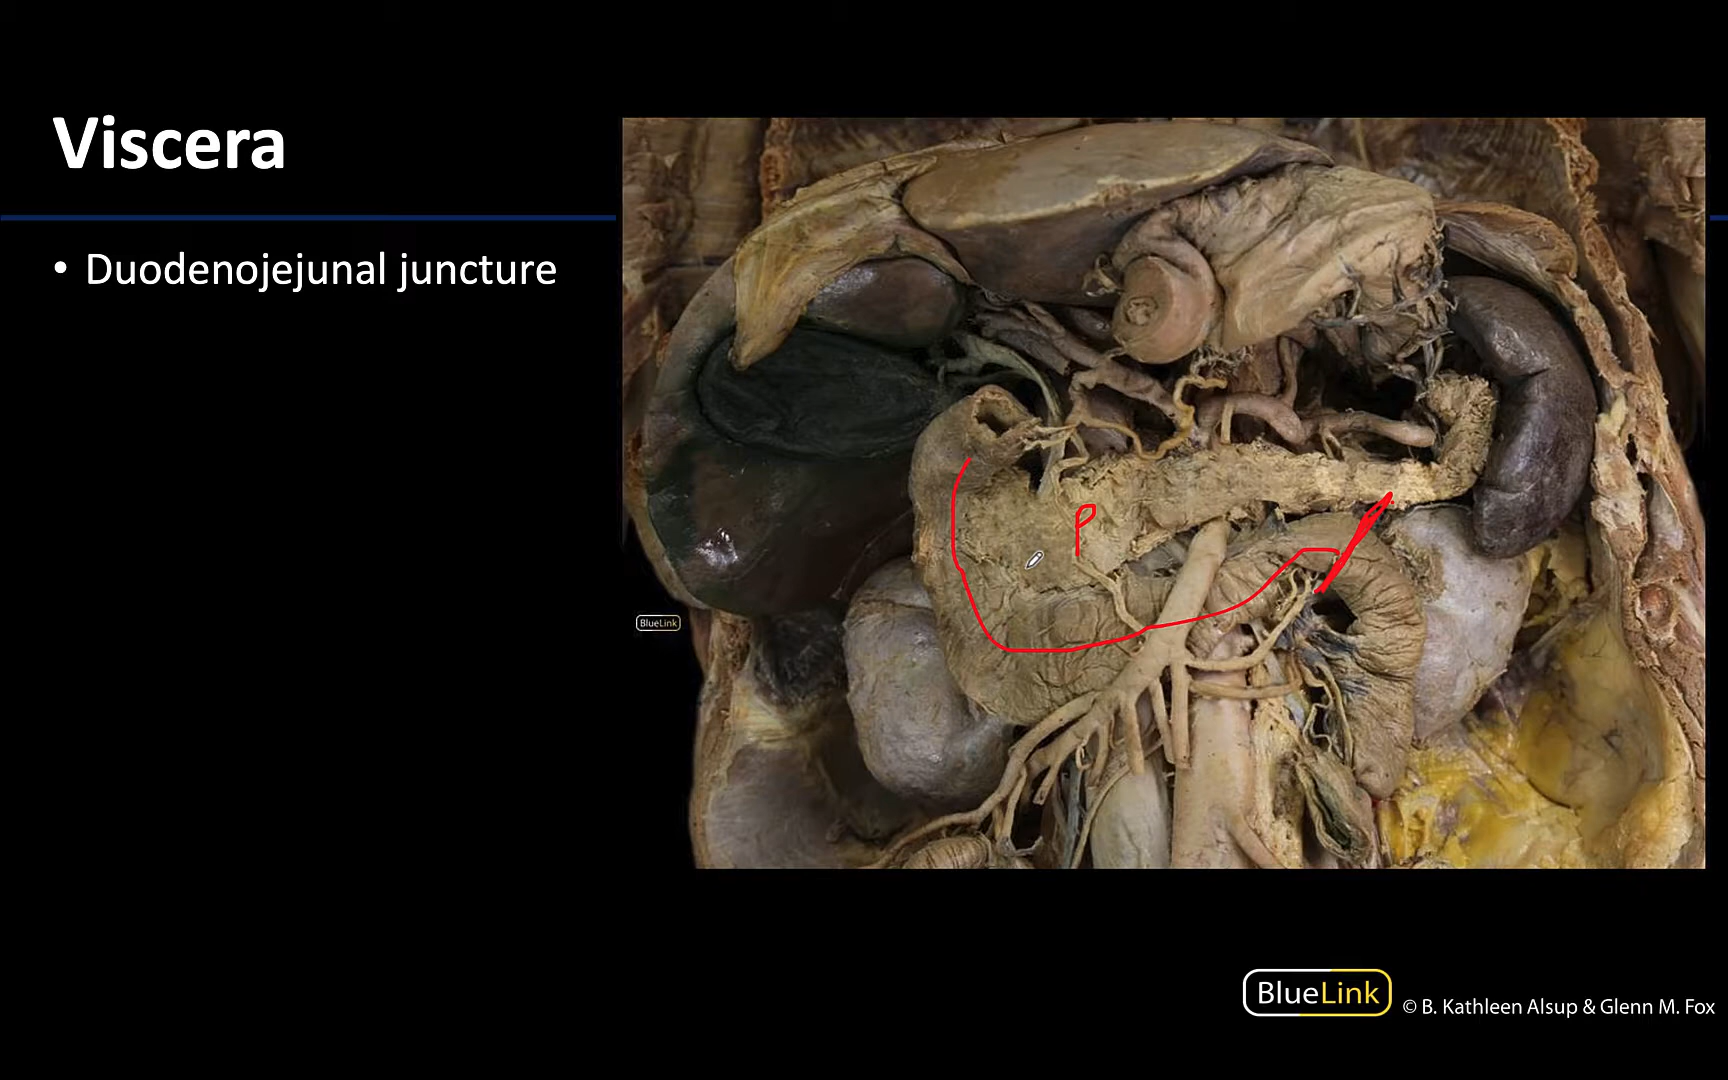 Viscera
• Duodenojejunal juncture
P
BlueLink
BlueLink
© B. Kathleen Alsup & Glenn M. Fox